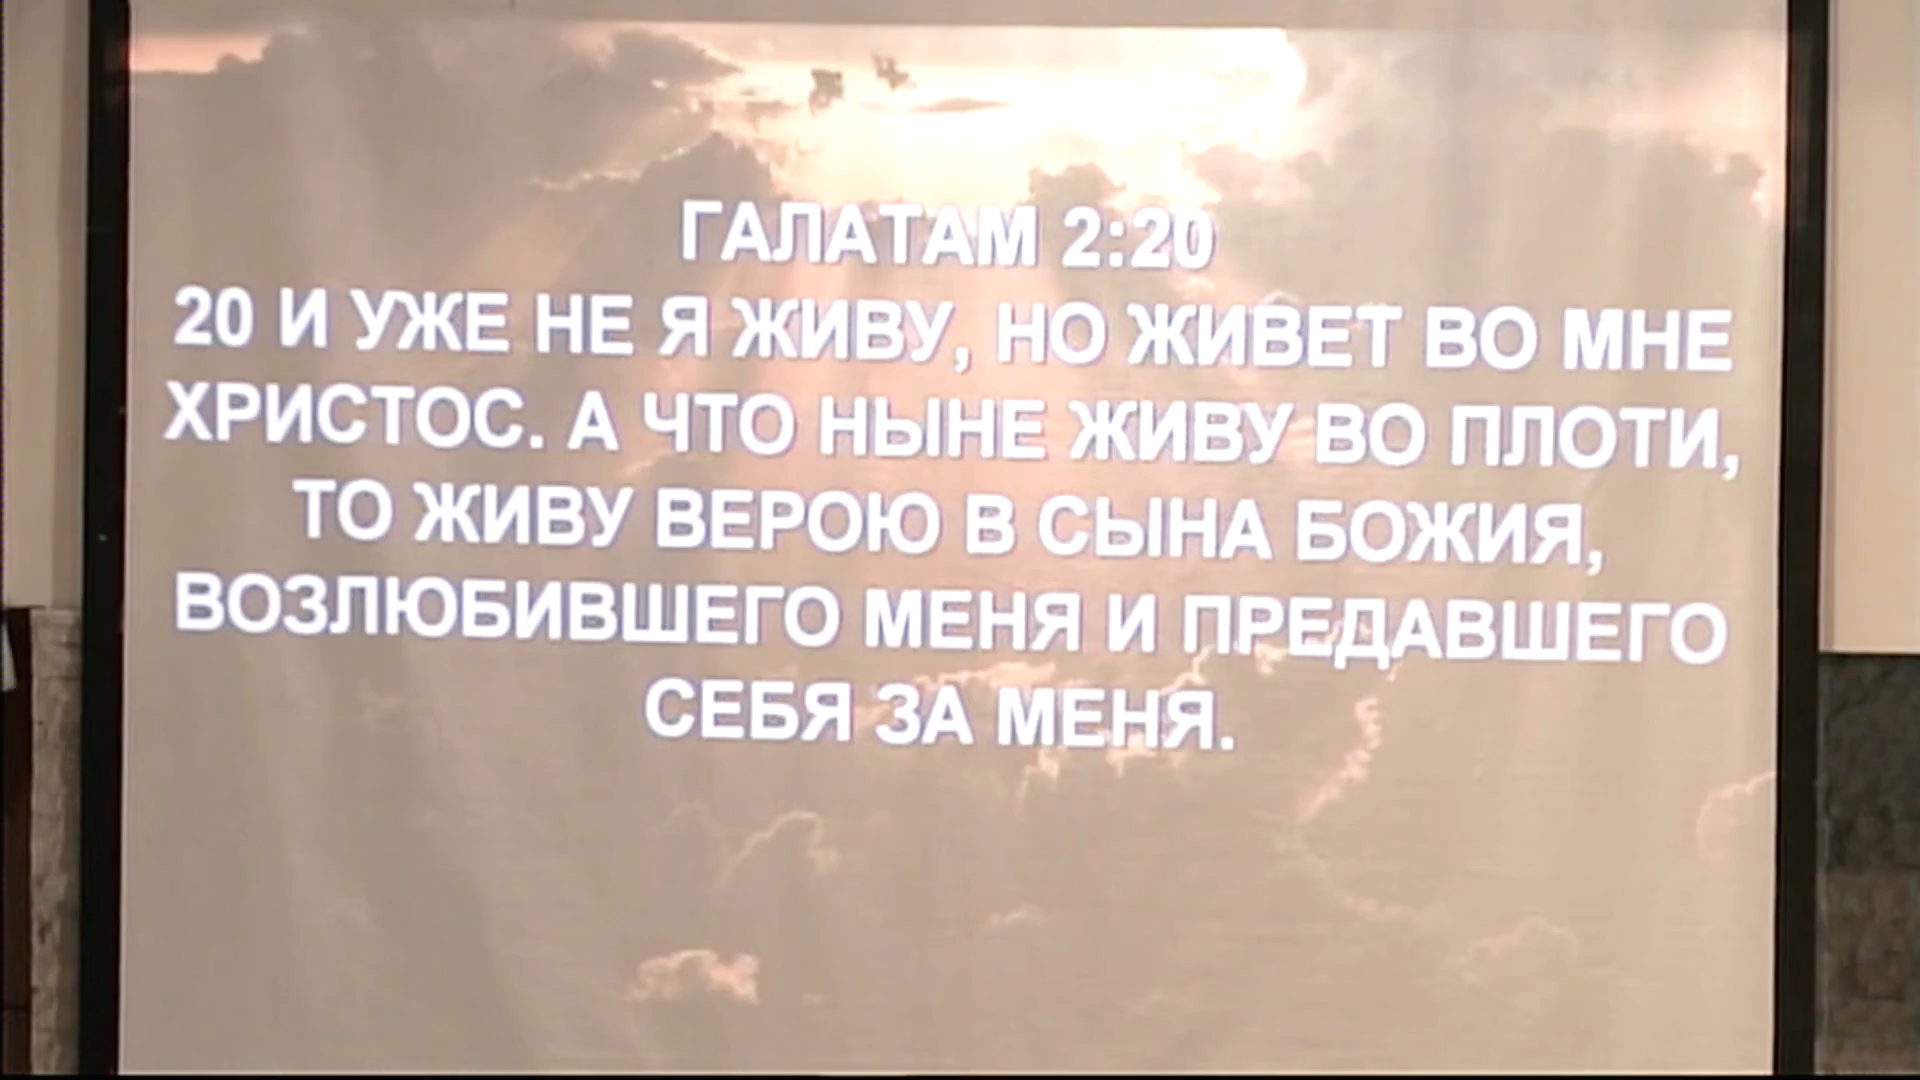 ГАЛАТАМ 2:20
20 И УЖЕ НЕ Я ЖИВУ, НО ЖИВЕТ ВО МНЕ
ХРИСТОС. А ЧТО НЫНЕ ЖИВУ ВО ПЛОТИ,
ТО ЖИВУ ВЕРОЮ В СЫНА БОЖИЯ,
ВОЗЛЮБИВШЕГО МЕНЯ И ПРЕДАВШЕГО
СЕБЯ ЗА МЕНЯ.